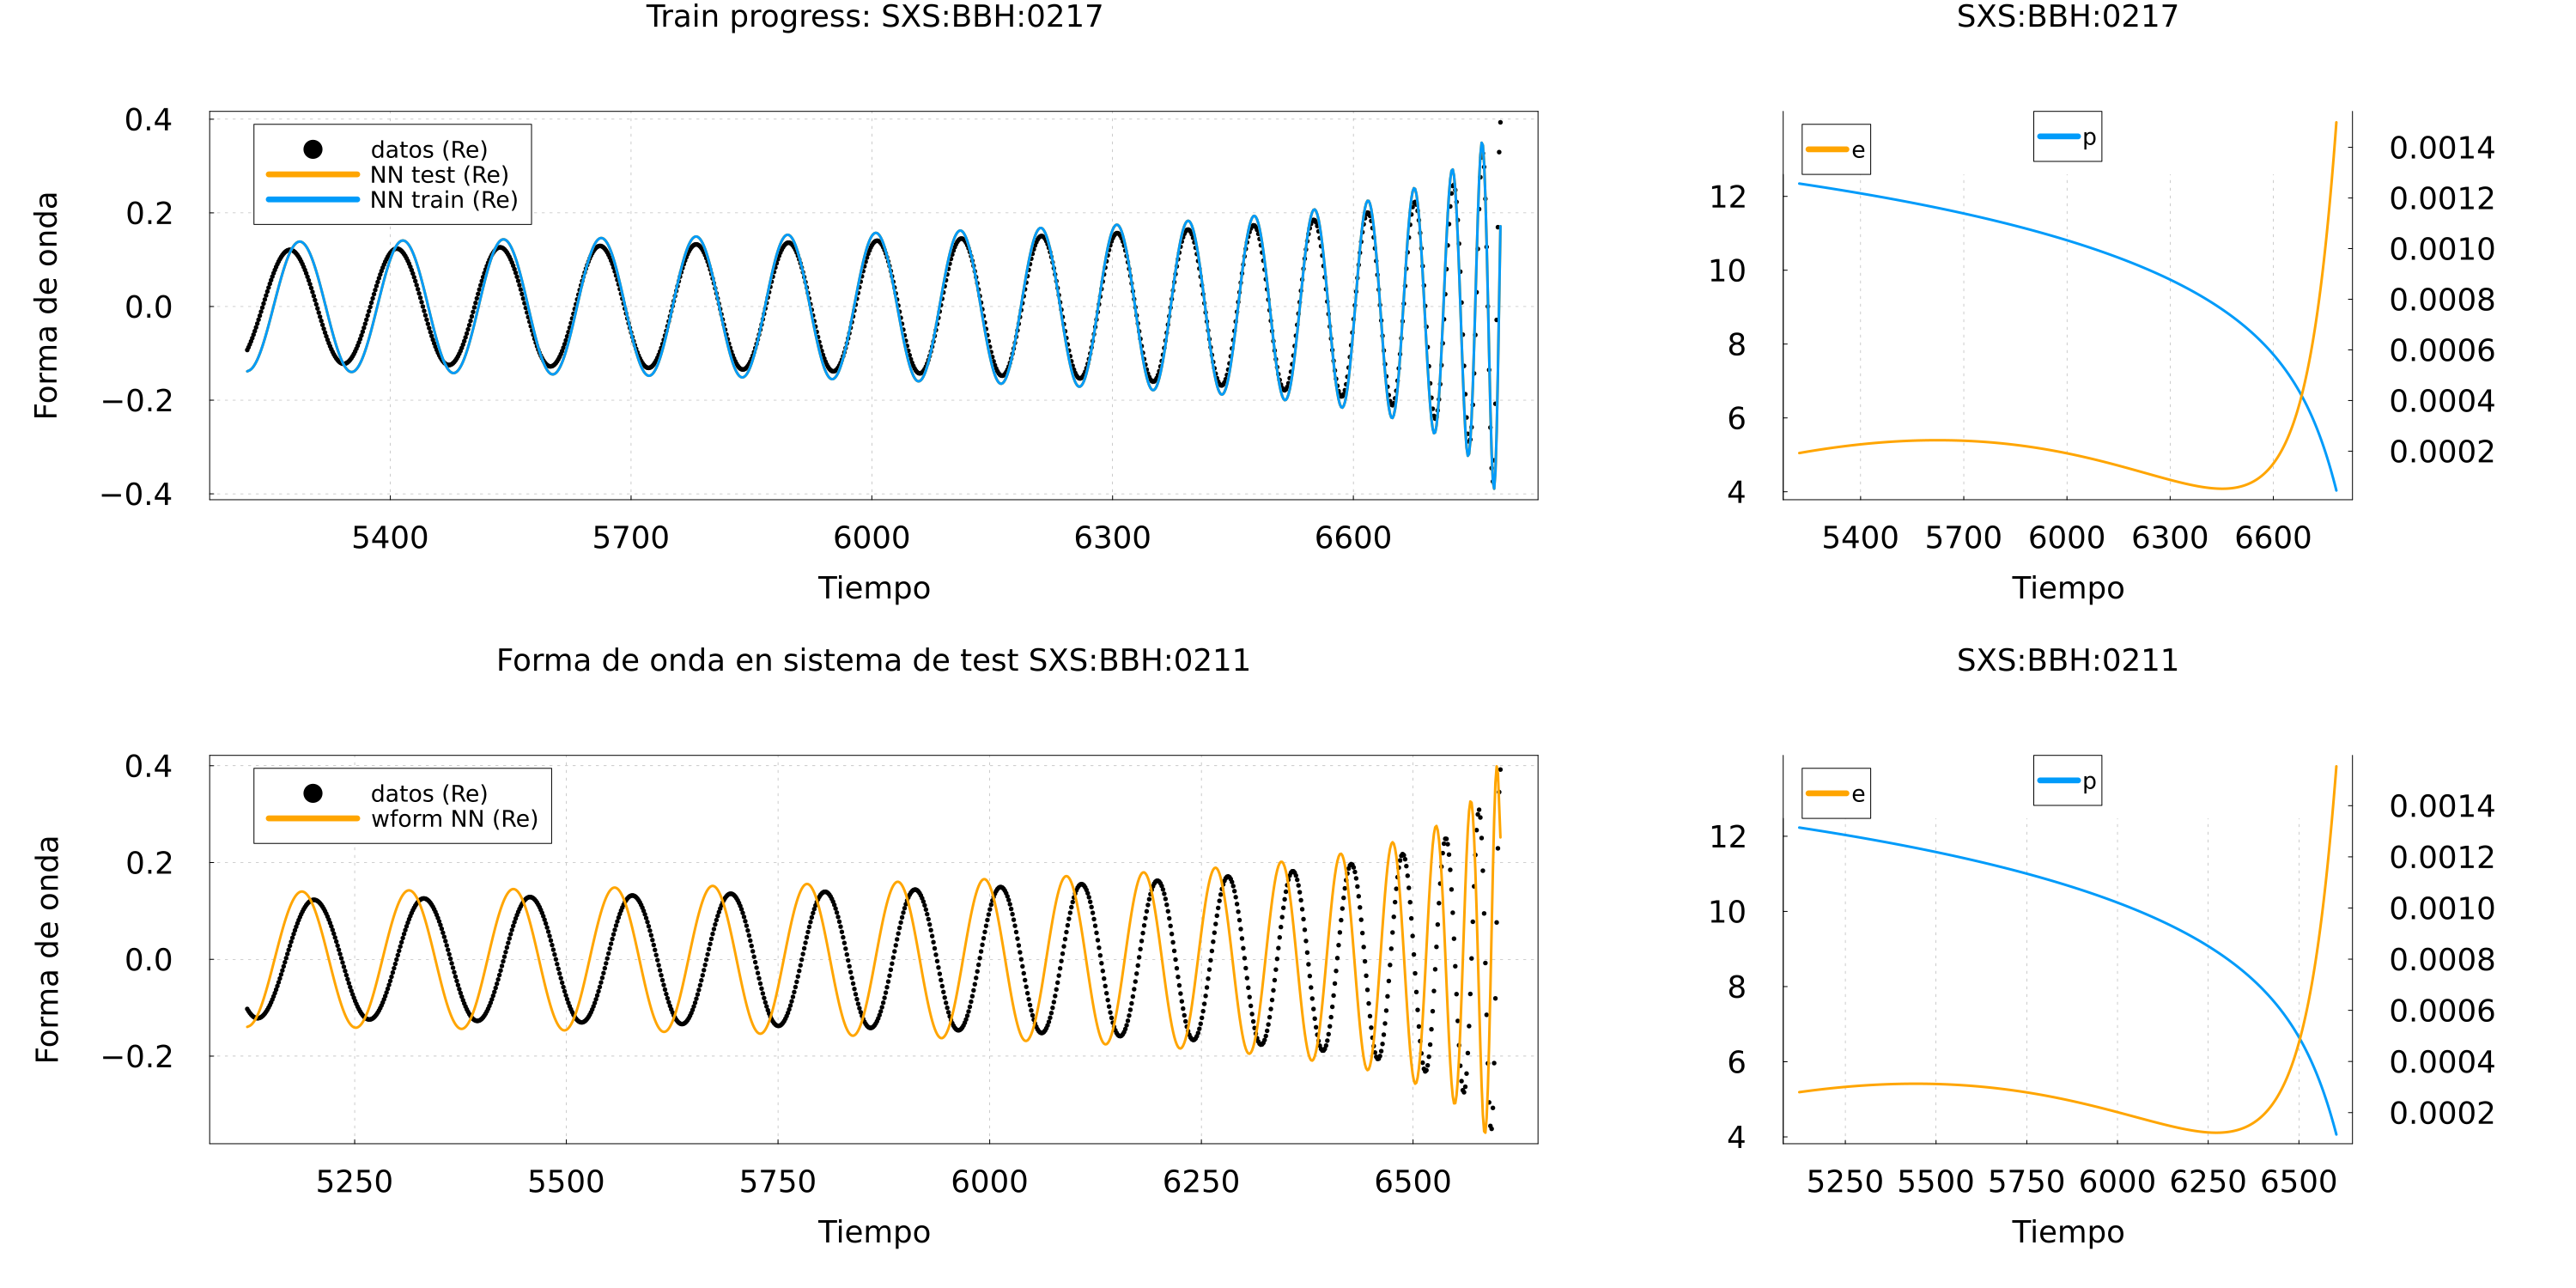 Train progress: SXS:BBH:0217
Forma de onda
0.4
0.2
0.0
−0.2
−0.4
datos (Re)
NN test (Re)
NN train (Re)
5400 5700 6000 6300 6600
Tiempo
SXS:BBH:0217
e
p
12
10
8
6
4
0.0014
0.0012
0.0010
0.0008
0.0006
0.0004
0.0002
5400 5700 6000 6300 6600
Tiempo
Forma de onda en sistema de test SXS:BBH:0211
Forma de onda
0.4
0.2
0.0
−0.2
datos (Re)
wform NN (Re)
5250 5500 5750 6000 6250 6500
Tiempo
SXS:BBH:0211
e
p
12
10
8
6
4
0.0014
0.0012
0.0010
0.0008
0.0006
0.0004
0.0002
5250 5500 5750 6000 6250 6500
Tiempo